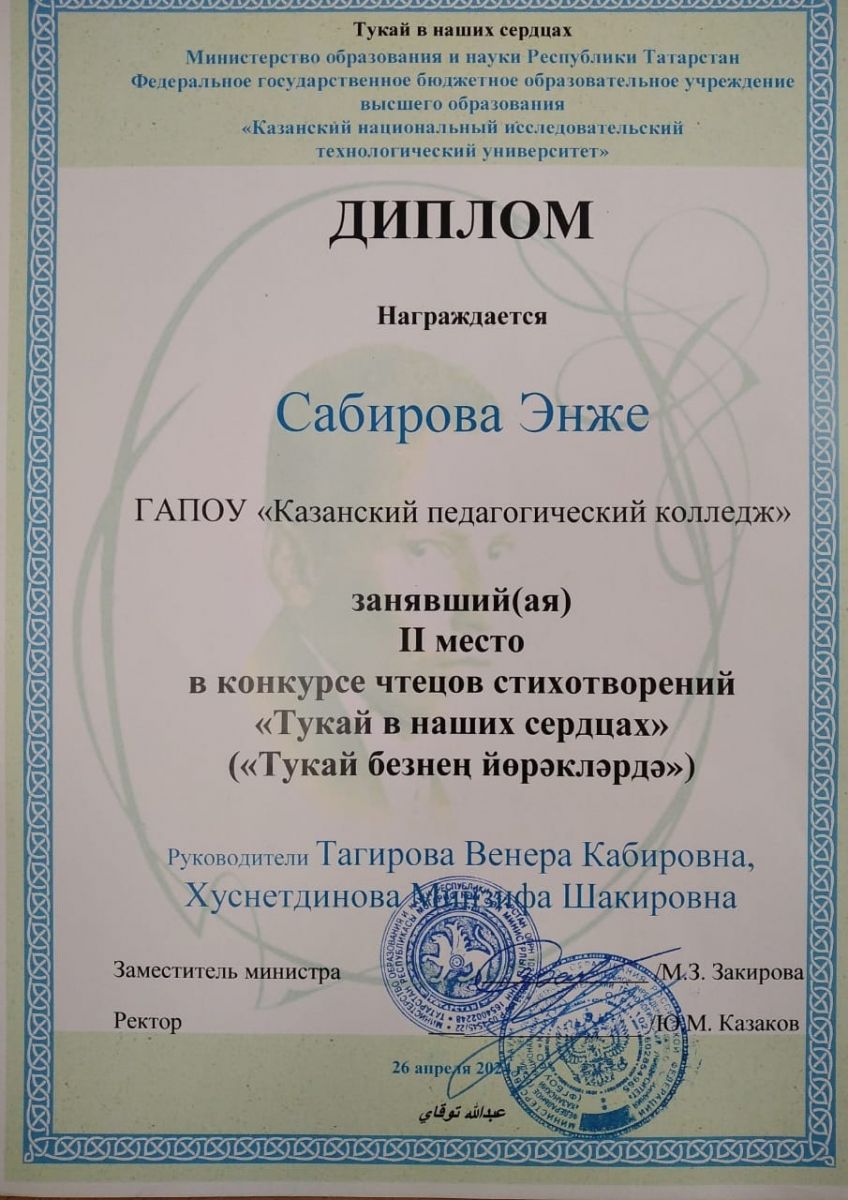 Тукай в наших сердцах
Министерство образования и науки Республики Татарстан
Федеральное государственное бюджетное образовательное учреждение
высшего образования
«Казанский национальный исследовательский
технологический университет»
ДИПЛОМ
Награждается
Сабирова Энже
ГАПОУ «Казанский педагогический колледж»
занявший(ая)
II место
в конкурсе чтецов стихотворений
«Тукай в наших сердцах»
(«Тукай безнең йөрәкләрдә»)
Руководители Тагирова Венера Кабировна,
Хуснетдинова Минзифа Шакировна
Заместитель министра /М.З. Закирова
Ректор /Ю.М. Казаков
26 апреля
عبدالله توقاي